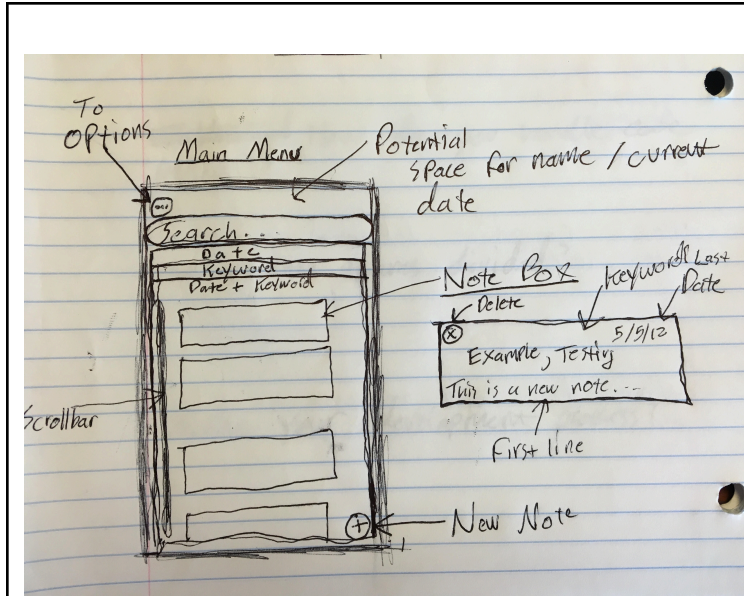 To
Options
Main Menu
Potential
Space for name / current
date
Search...
Date
Keyword
Date + Keyword
Note Box
Delete
Keywords
Last
Date
5/5/12
Example, Testing
This is a new note....
First line
Scrollbar
New Note